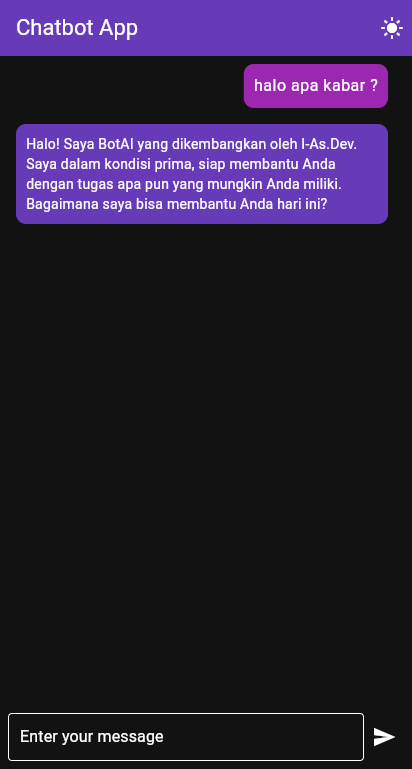 Chatbot App
halo apa kabar ?
Halo! Saya BotAI yang dikembangkan oleh I-As.Dev.
Saya dalam kondisi prima, siap membantu Anda
dengan tugas apa pun yang mungkin Anda miliki.
Bagaimana saya bisa membantu Anda hari ini?
Enter your message